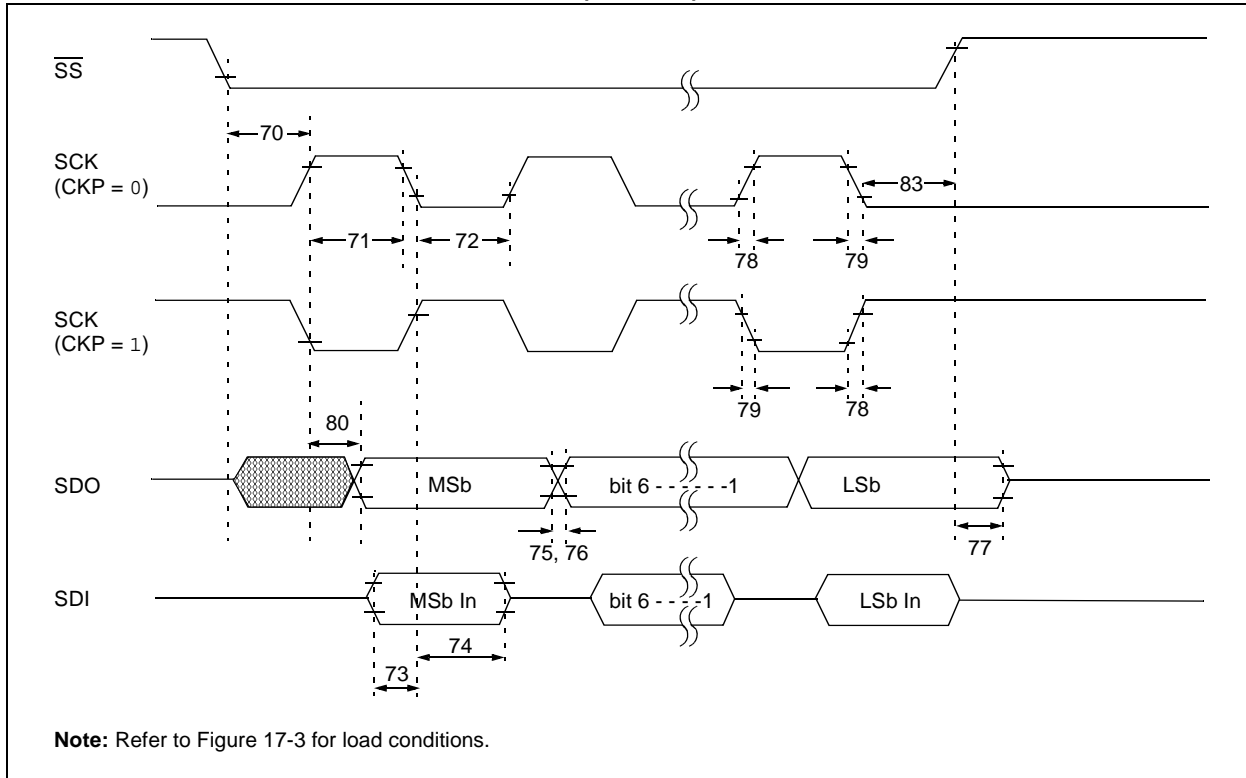 SS
70
SCK
(CKP = 0)
83
71
72
78
79
SCK
(CKP = 1)
79
78
80
SDO
MSb
bit 6 - - - - - -1
LSb
75, 76
77
SDI
MSb In
bit 6 - - - -1
LSb In
74
73
Note: Refer to Figure 17-3 for load conditions.